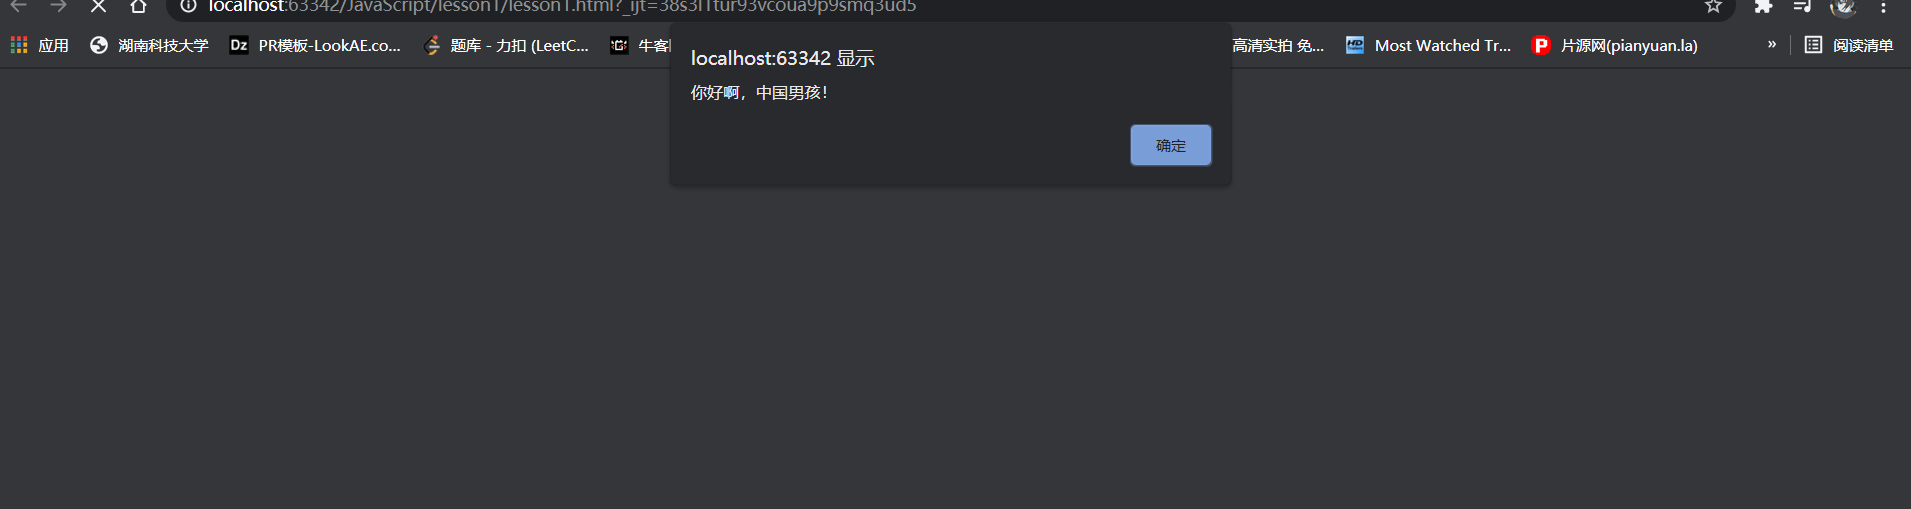 localhost:63342/JavaScript/lesson1/lesson1.html?_ijt=38s3l1tur93vcoua9p9smq3ud5
应用 湖南科技大学 Dz PR模板-LookAE.co... 题库 - 力扣 (LeetC... 牛客 高清实拍 免... HD Most Watched Tr... P 片源网(pianyuan.la) » 阅读清单
localhost:63342 显示
你好啊，中国男孩！
确定